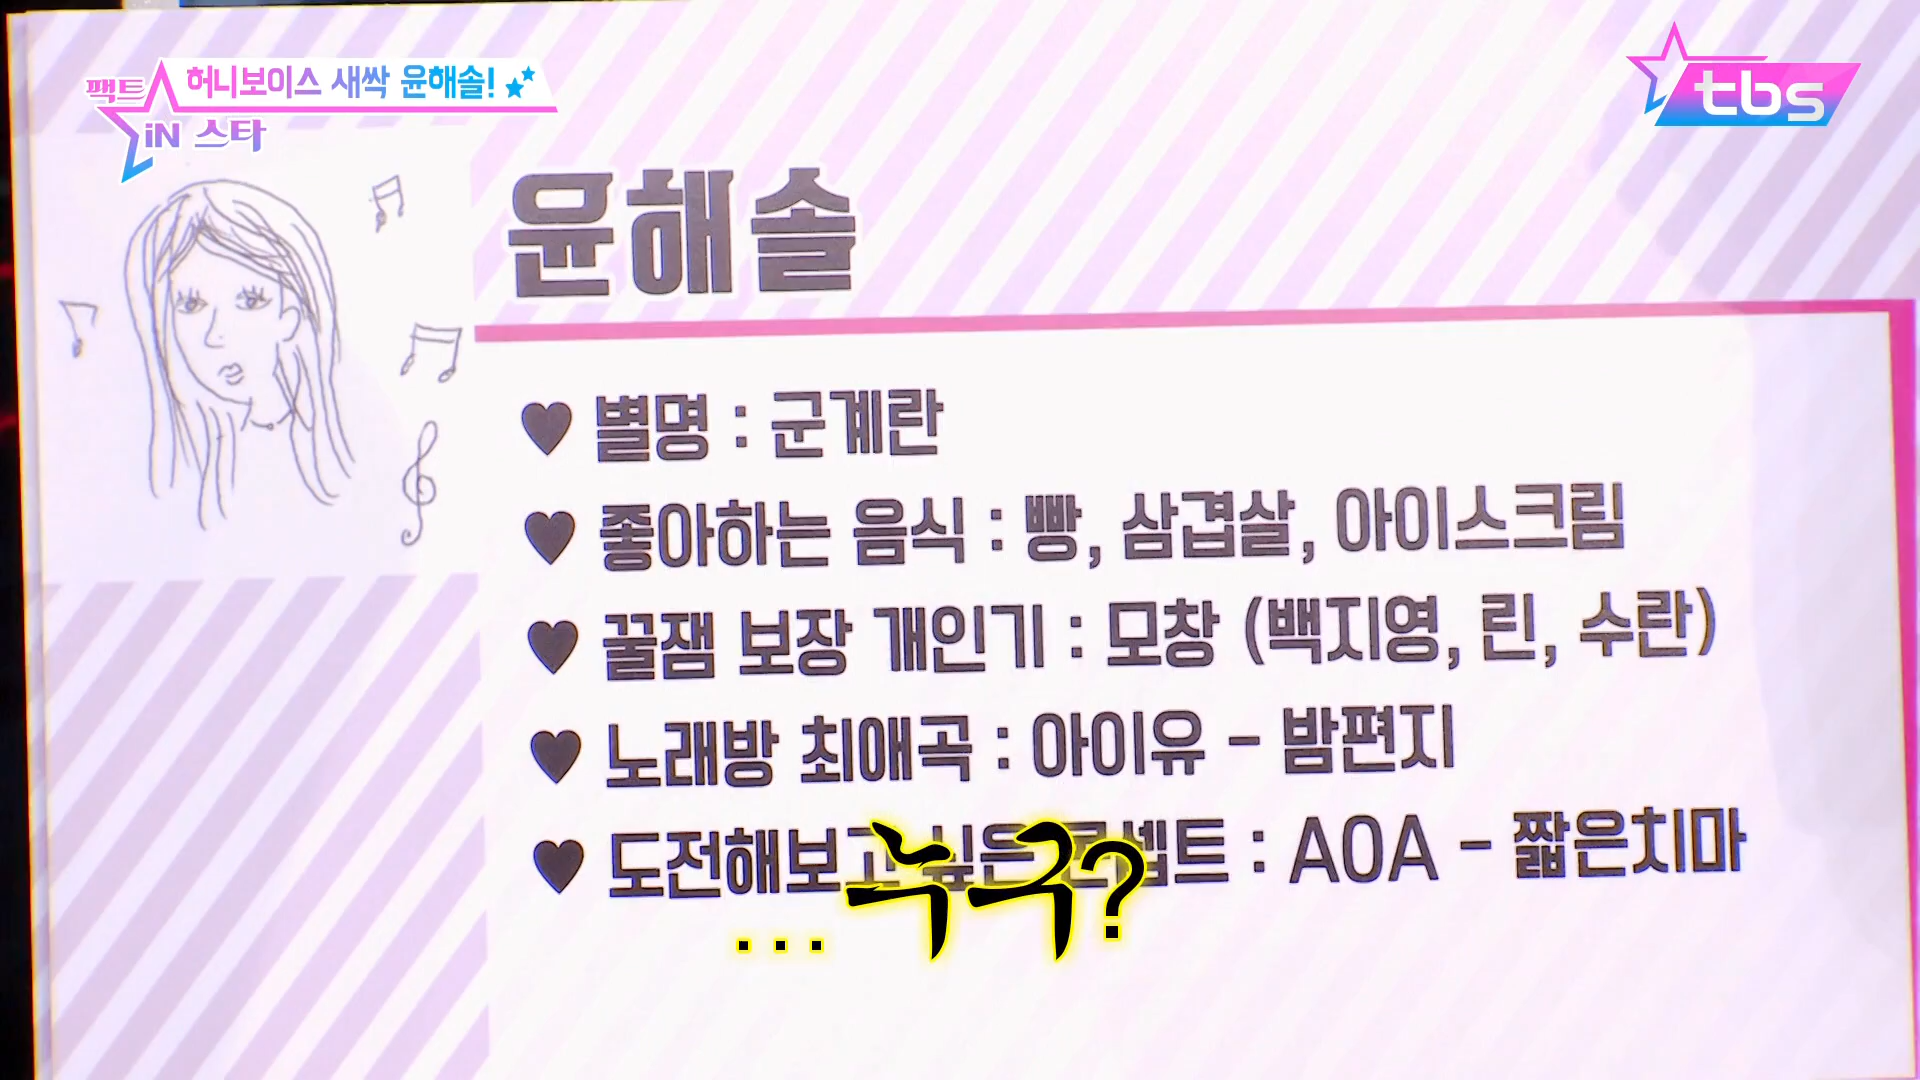 허니보이스 새싹 윤해솔!
팩트iN 스타
tbs
윤해솔
♥ 별명 : 군계란
♥ 좋아하는 음식 : 빵, 삼겹살, 아이스크림
♥ 꿀잼 보장 개인기 : 모창 (백지영, 린, 수란)
♥ 노래방 최애곡 : 아이유 - 밤편지
♥ 도전해보고 싶은 콘셉트 : AOA - 짧은치마
... 누구?